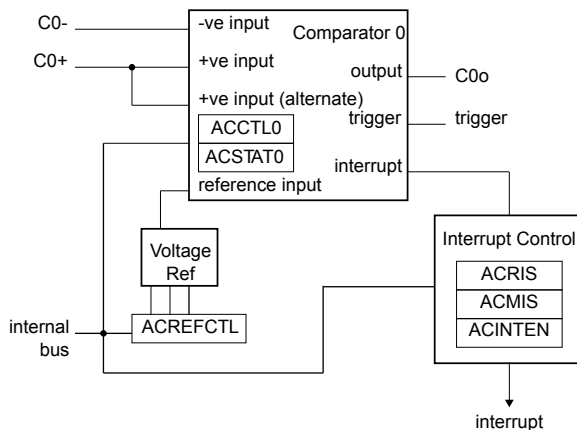 C0-
-ve input
Comparator 0
C0+
+ve input
output
C0o
+ve input (alternate)
ACCTL0
trigger
trigger
ACSTAT0
interrupt
reference input
Voltage
Ref
Interrupt Control
ACRIS
ACMIS
ACINTEN
internal
bus
ACREFCTL
interrupt